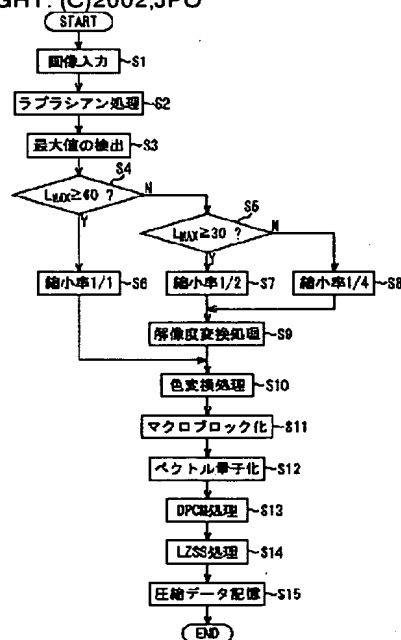 GHT: (C)2002,JPO
START
画像入力 ~S1
ラプラシアン処理 ~S2
最大値の検出 ~S3
S4
LMAX≧60 ?
N
Y
S5
LMAX≧30 ?
N
Y
縮小率1/1 ~S6
縮小率1/2 ~S7
縮小率1/4 ~S8
解像度変換処理 ~S9
色変換処理 ~S10
マクロブロック化 ~S11
ベクトル量子化 ~S12
DPCM処理 ~S13
LZSS処理 ~S14
圧縮データ記憶 ~S15
END